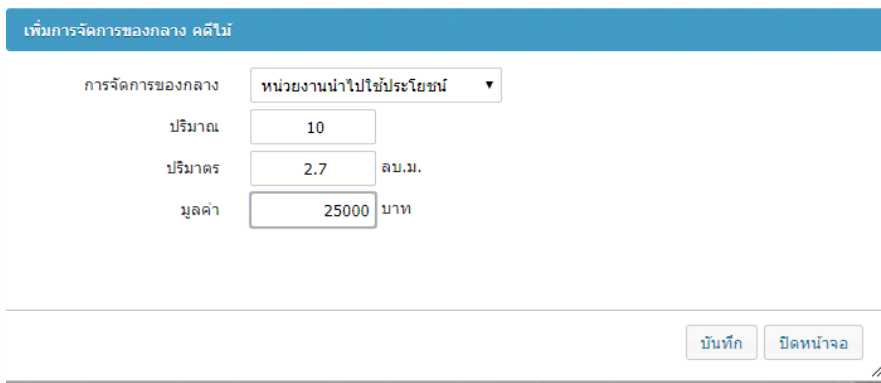 เพิ่มการจัดการของกลาง คดีไม้
การจัดการของกลาง หน่วยงานนำไปใช้ประโยชน์
ปริมาณ 10
ปริมาตร 2.7 ลบ.ม.
มูลค่า 25000 บาท
บันทึก ปิดหน้าจอ